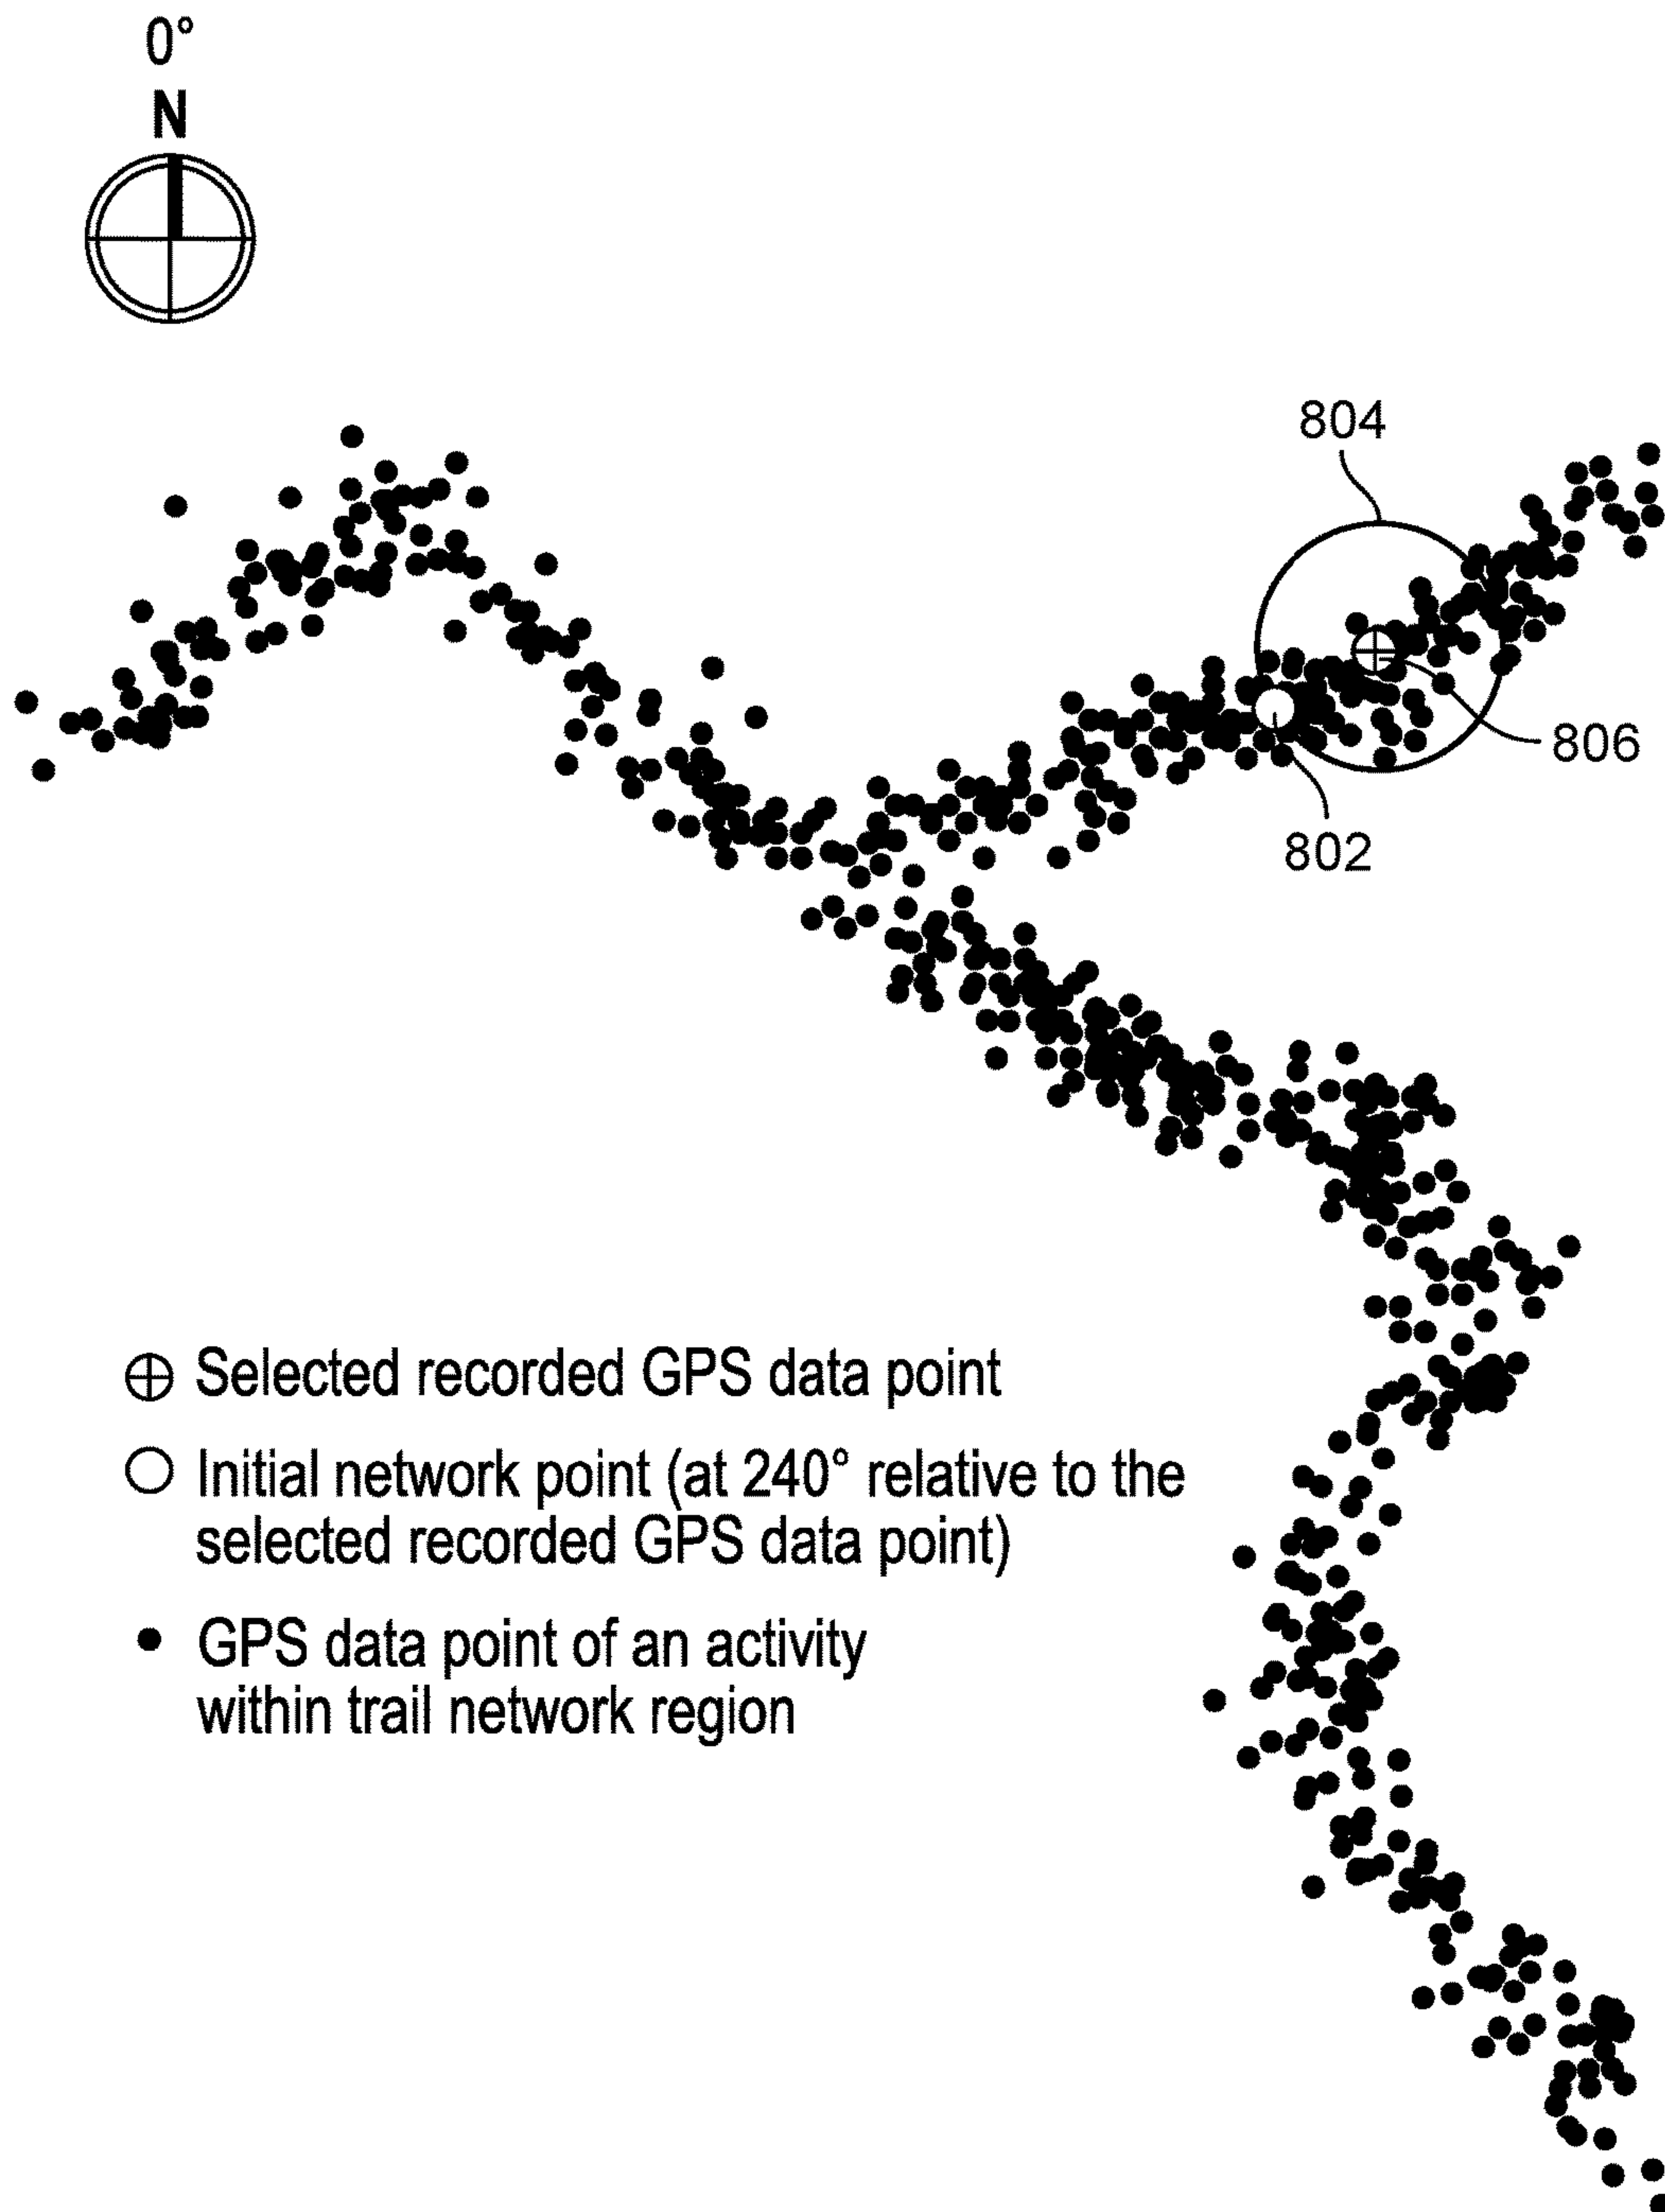 0°
N
804
806
802
Selected recorded GPS data point
Initial network point (at 240° relative to the
selected recorded GPS data point)
GPS data point of an activity
within trail network region